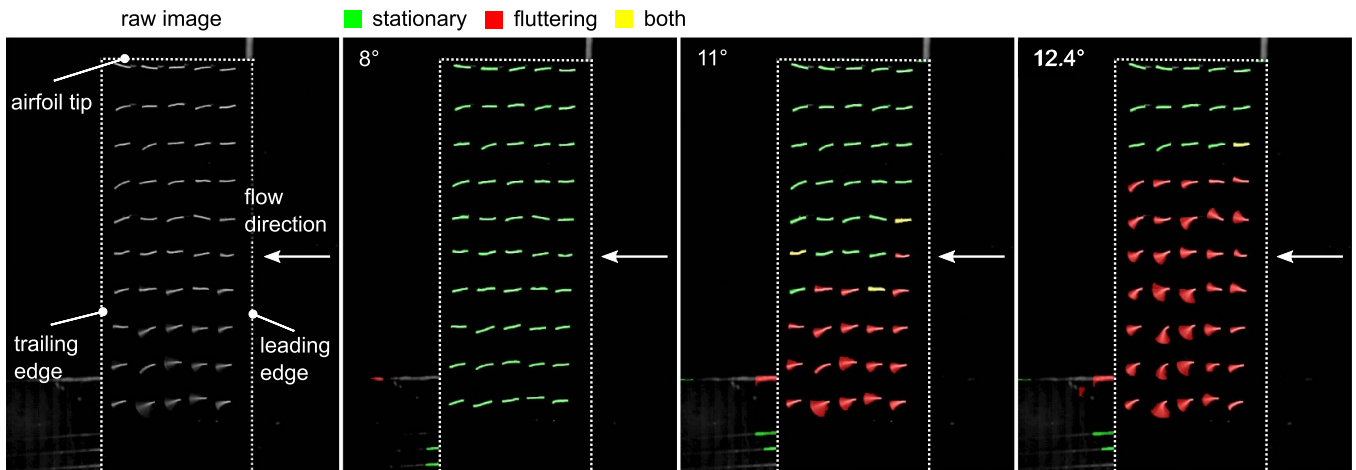 raw image
stationary
fluttering
both
airfoil tip
flow
direction
trailing
edge
leading
edge
8°
11°
12.4°